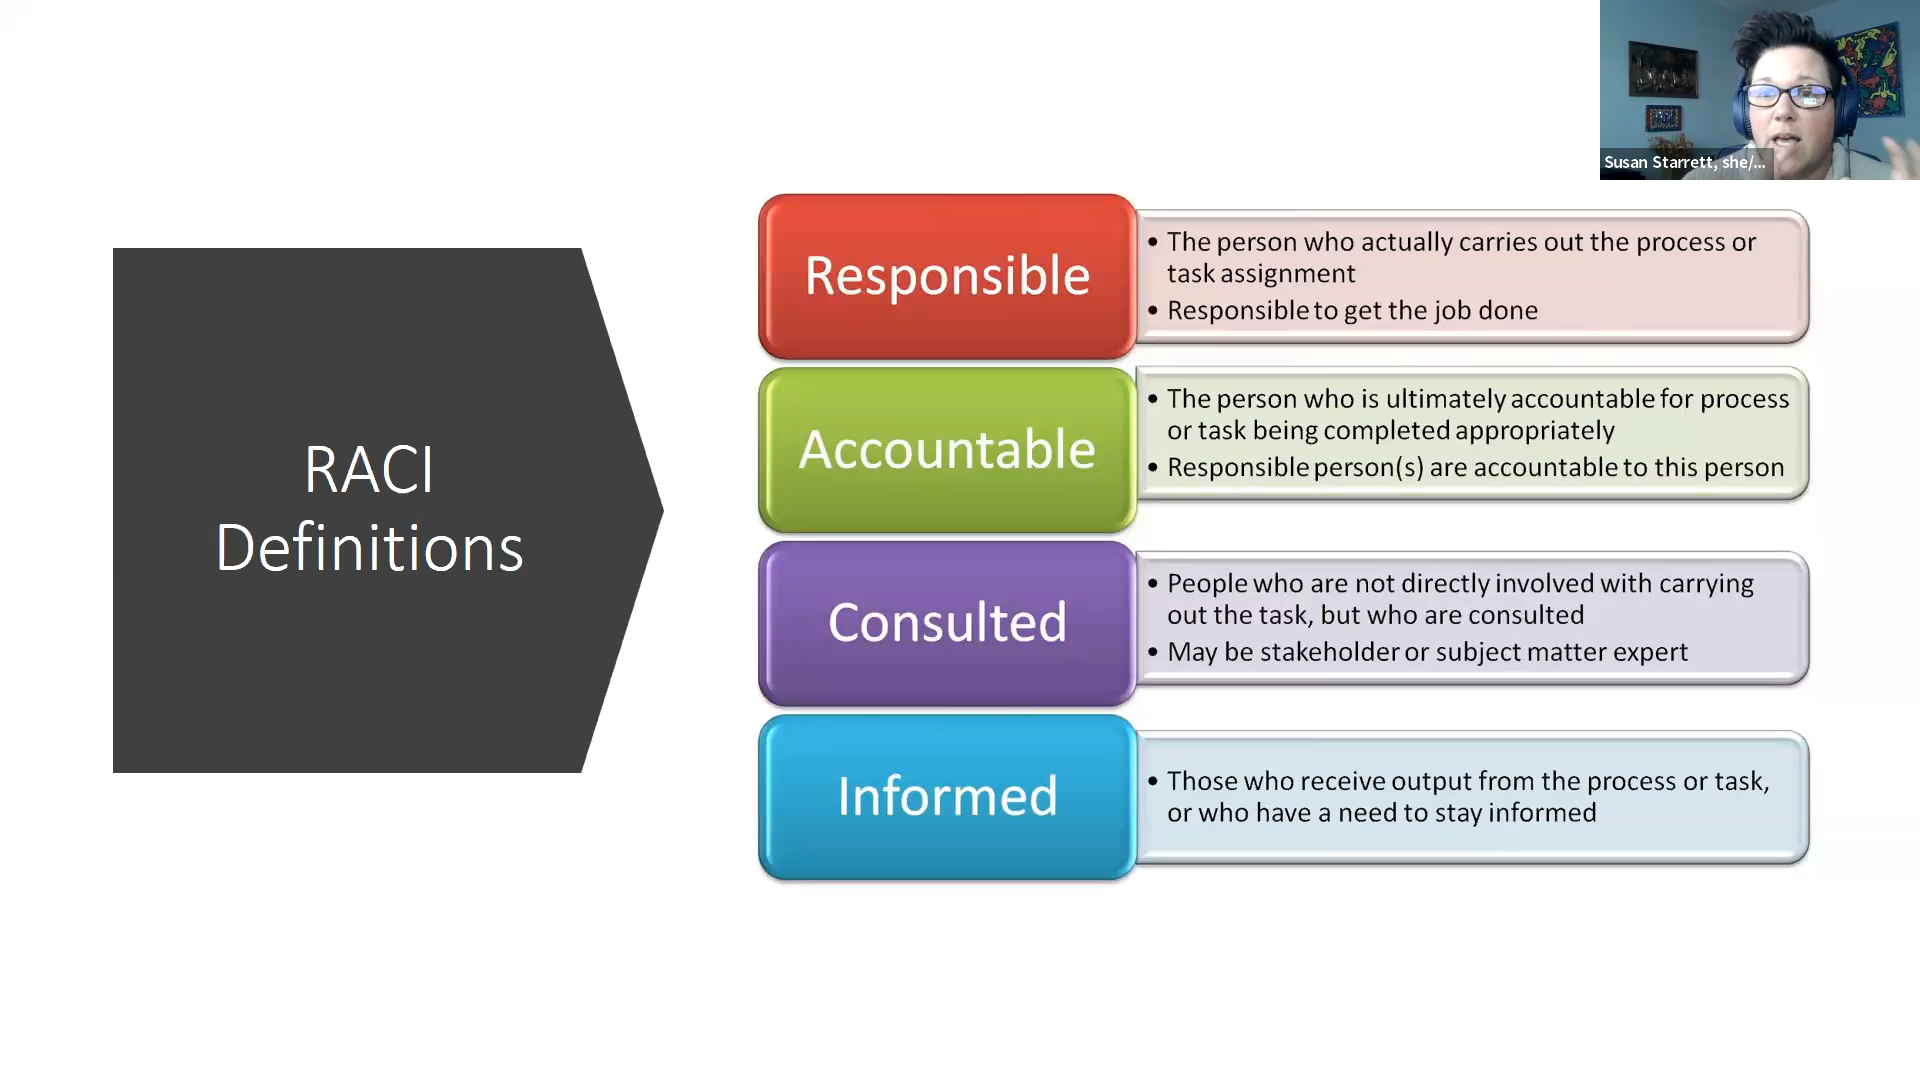 Susan Starrett, she/...
RACI
Definitions
Responsible
• The person who actually carries out the process or
task assignment
• Responsible to get the job done
Accountable
• The person who is ultimately accountable for process
or task being completed appropriately
• Responsible person(s) are accountable to this person
Consulted
• People who are not directly involved with carrying
out the task, but who are consulted
• May be stakeholder or subject matter expert
Informed
• Those who receive output from the process or task,
or who have a need to stay informed